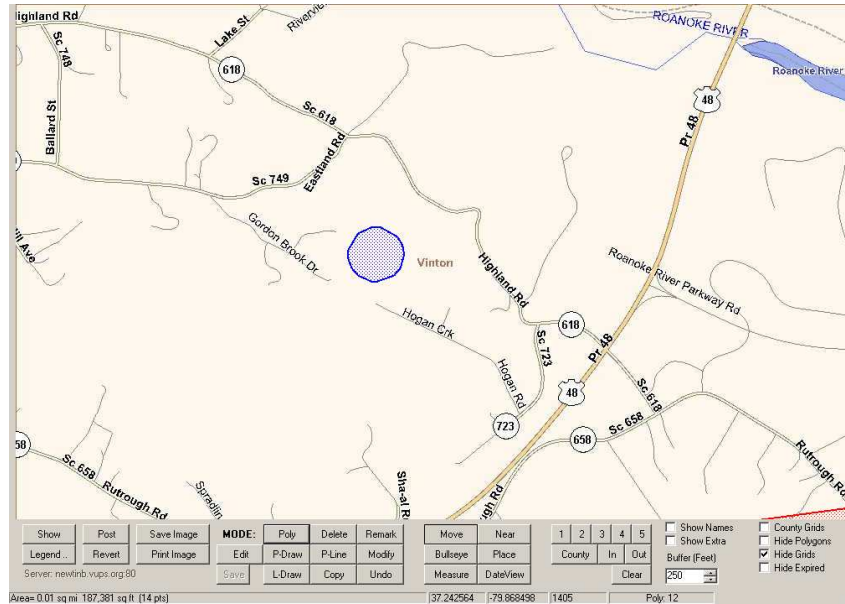 Highland Rd
Sc 748
Ballard St
Lake St
618
Sc 618
ROANOKE RIVER
Roanoke River
48
Pr 48
Eastland Rd
Sc 749
Gordon Brook Dr.
Vinton
Highland Rd
Roanoke River Parkway Rd
Hogan Crk
618
Sc 723
Pr 48
Hogan Rd
48
Sc 618
723
658
Sc 658
Rutrough Rd
58
Sc 658
Rutrough Rd
Show Post Save Image MODE: Poly Delete Remark Move Near 1 2 3 4 5 Show Names County Grids
Legend .. Revert Print Image Edit P-Draw P-Line Modify Bullseye Place County In Out Show Extra Hide Polygons
Server: newtinb.vups.org:80 Save L-Draw Copy Undo Measure DateView Clear Buffer (Feet) Hide Grids
250 Hide Expired
Area= 0.01 sq mi 187,381 sq ft (14 pts) 37.242564 -79.868498 1405 Poly: 12